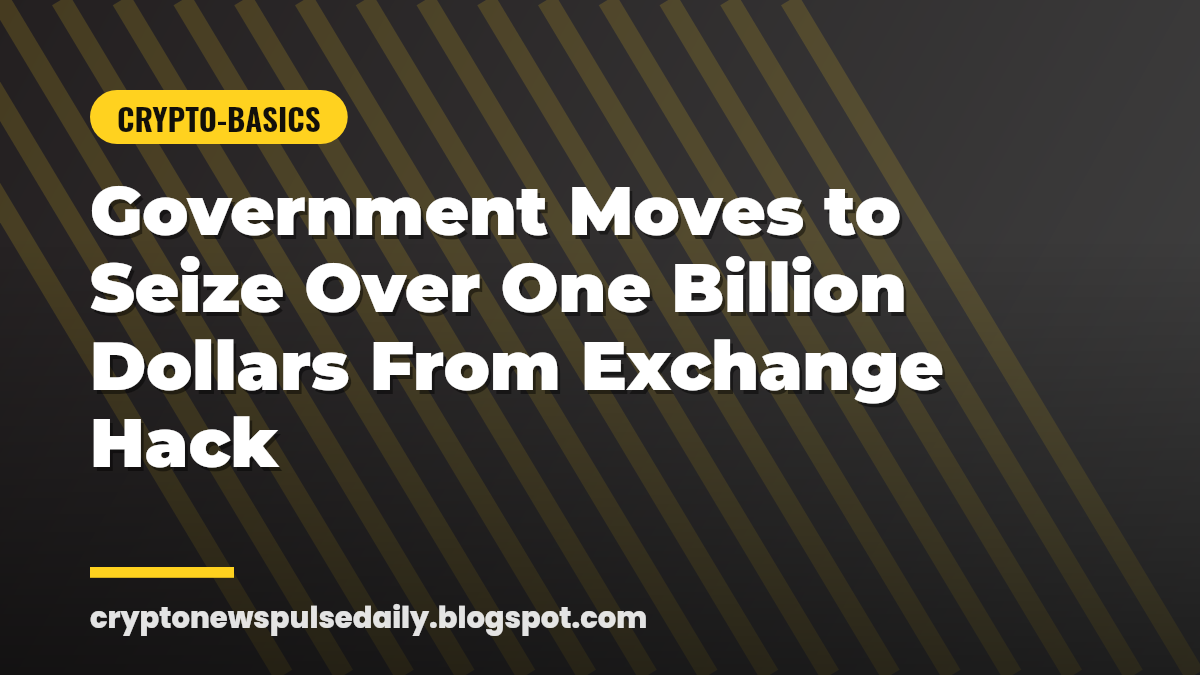 CRYPTO-BASICS
Government Moves to
Seize Over One Billion
Dollars From Exchange
Hack
cryptonewspulsedaily.blogspot.com